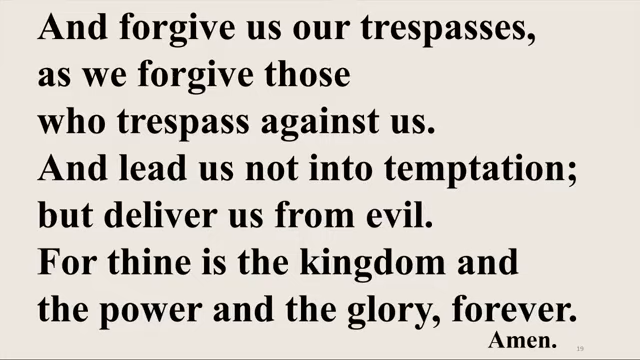 And forgive us our trespasses,
as we forgive those
who trespass against us.
And lead us not into temptation;
but deliver us from evil.
For thine is the kingdom and
the power and the glory, forever.
Amen.
19